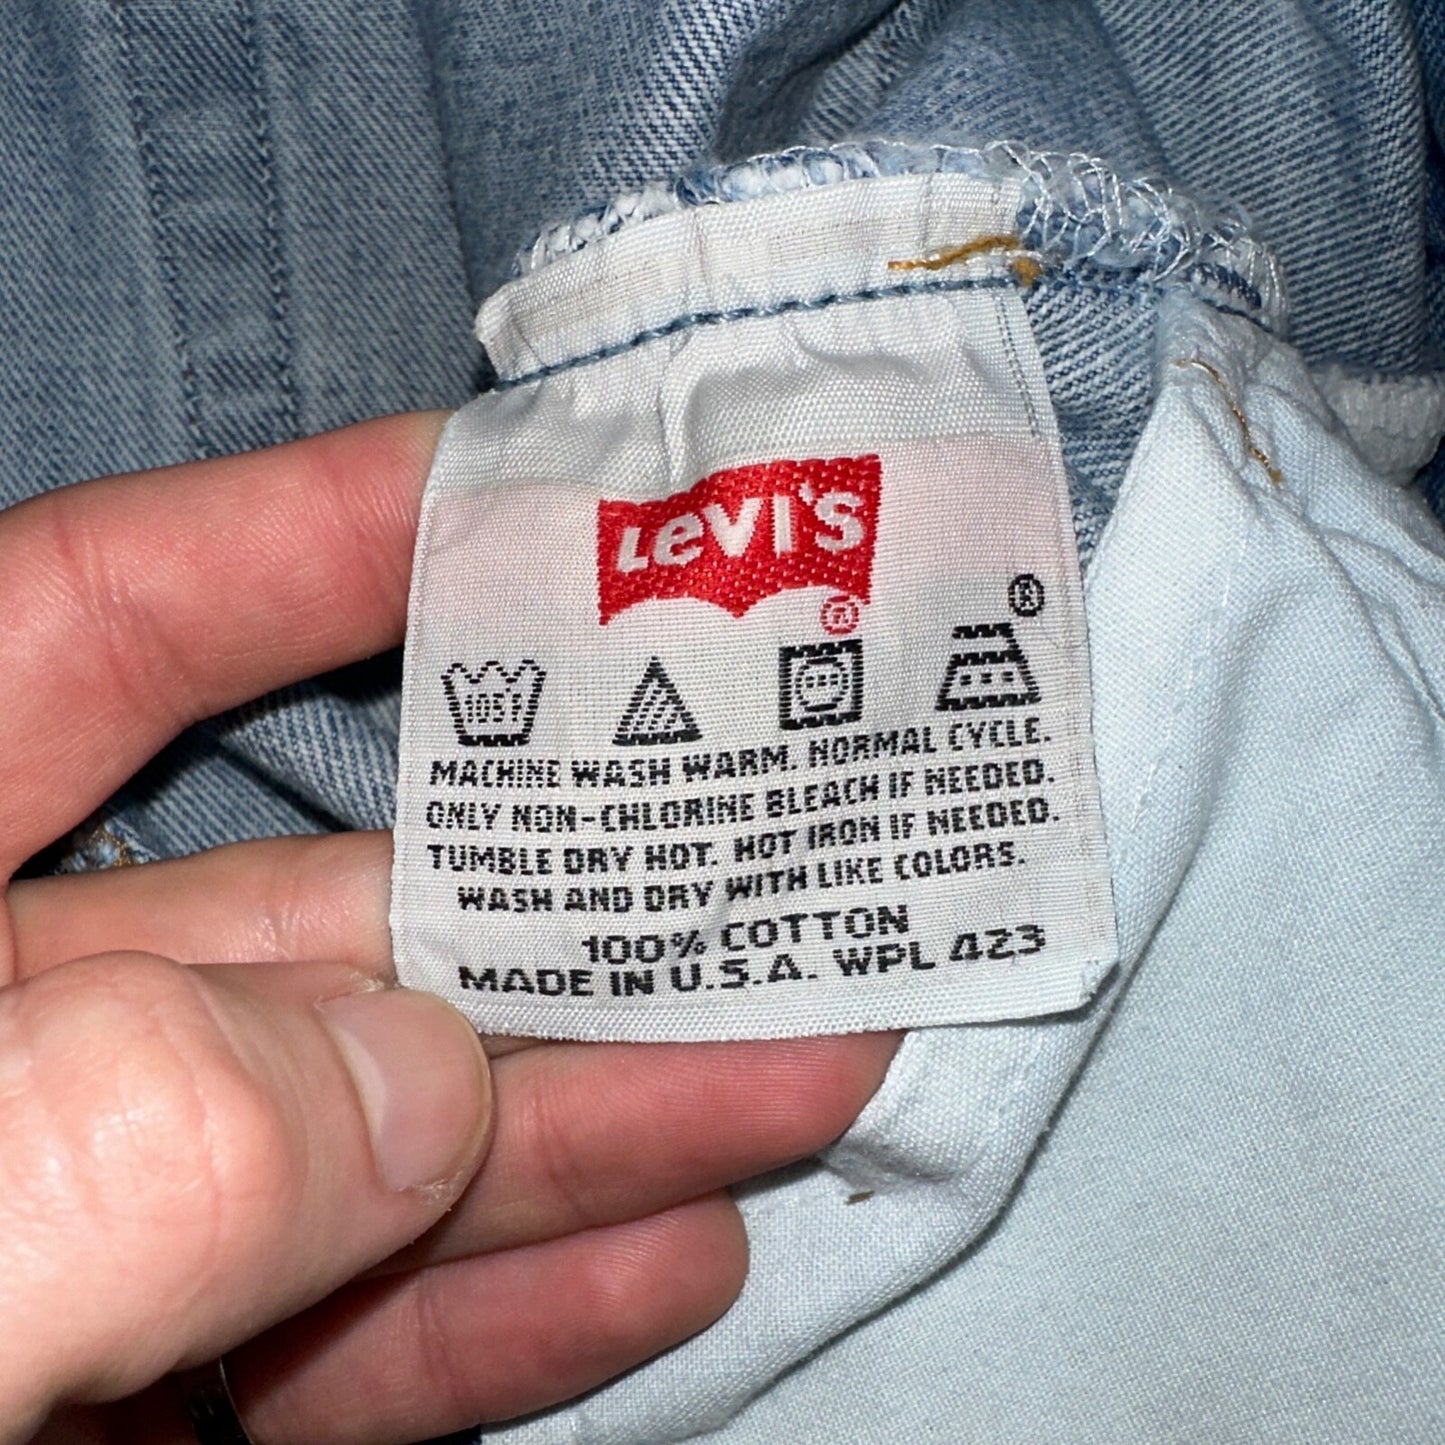 Levi's
®
®
105F
MACHINE WASH WARM. NORMAL CYCLE.
ONLY NON-CHLORINE BLEACH IF NEEDED.
TUMBLE DRY HOT. HOT IRON IF NEEDED.
WASH AND DRY WITH LIKE COLORS.
100% COTTON
MADE IN U.S.A. WPL 423